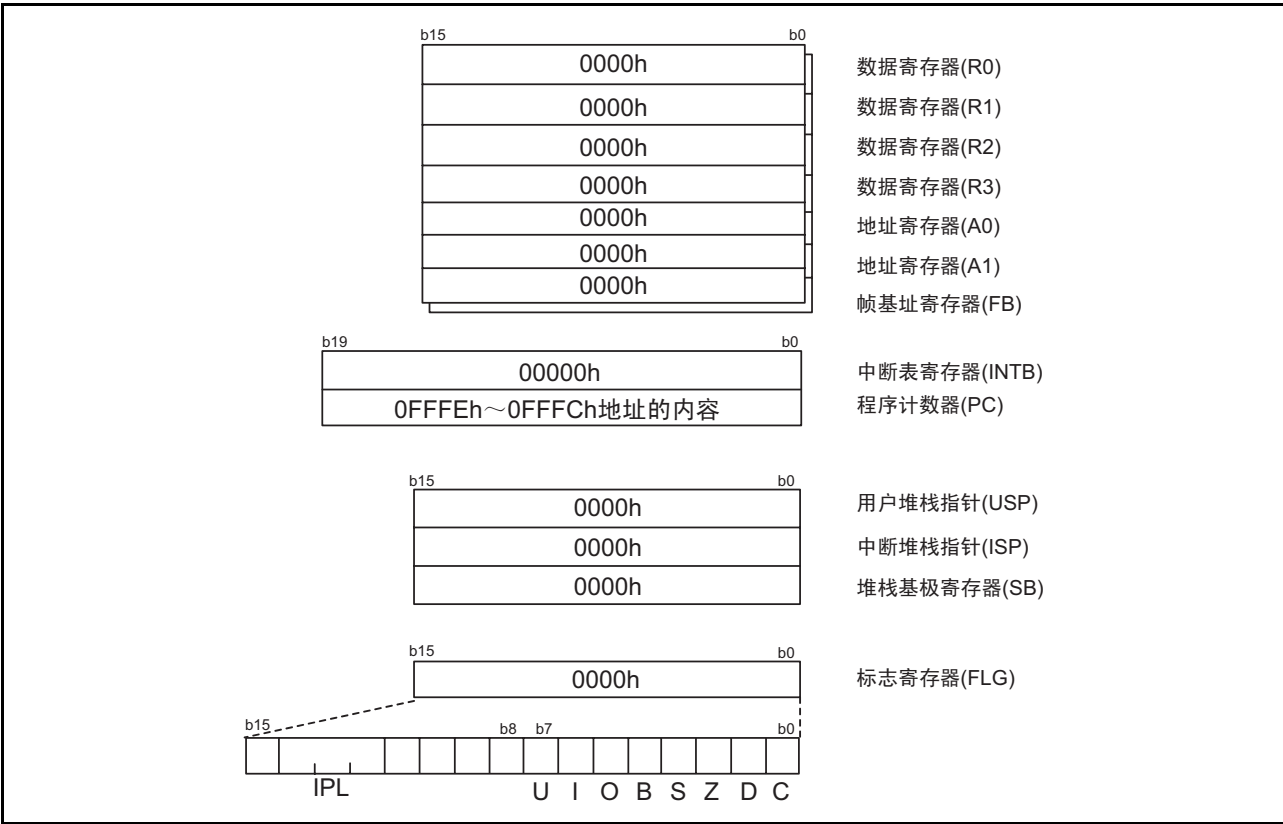 b15 b0
0000h 数据寄存器(R0)
0000h 数据寄存器(R1)
0000h 数据寄存器(R2)
0000h 数据寄存器(R3)
0000h 地址寄存器(A0)
0000h 地址寄存器(A1)
0000h 帧基址寄存器(FB)
b19 b0
00000h 中断表寄存器(INTB)
0FFFEh～0FFFCh地址的内容 程序计数器(PC)
b15 b0
0000h 用户堆栈指针(USP)
0000h 中断堆栈指针(ISP)
0000h 堆栈基极寄存器(SB)
b15 b0
0000h 标志寄存器(FLG)
b15 b8 b7 b0
IPL U I O B S Z D C